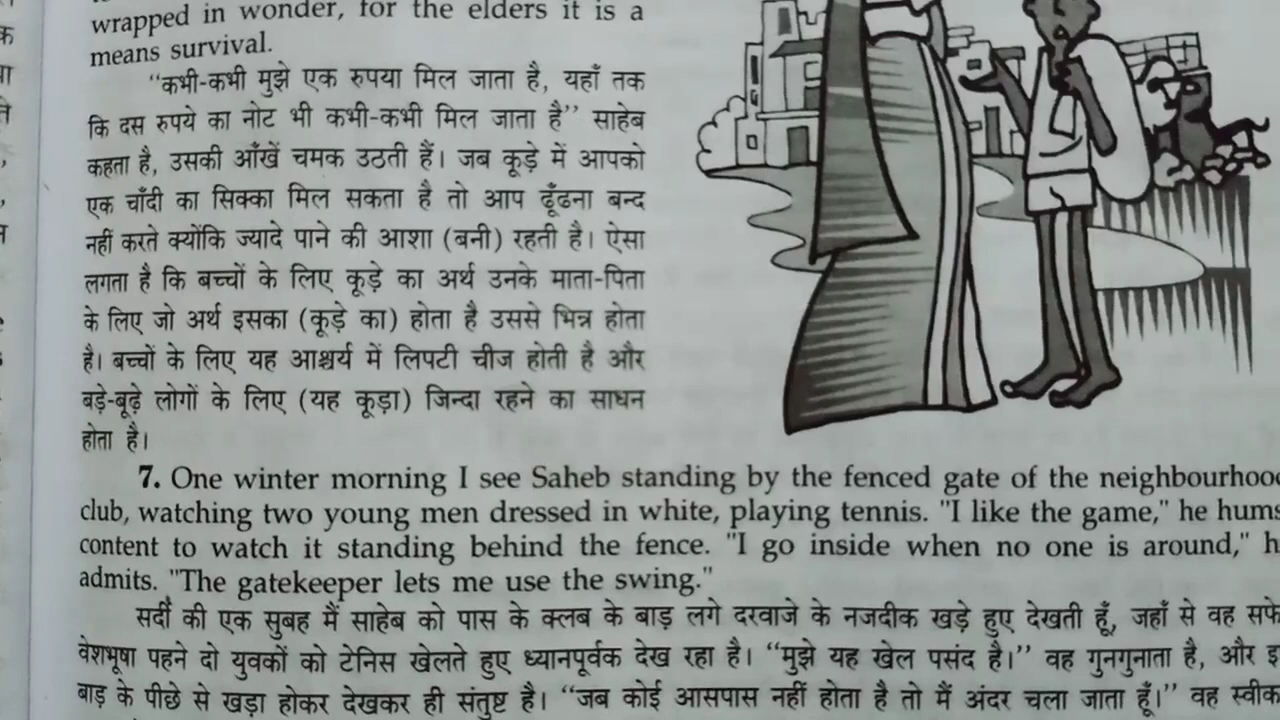 wrapped in wonder, for the elders it is a
means survival.
“कभी-कभी मुझे एक रुपया मिल जाता है, यहाँ तक
कि दस रुपये का नोट भी कभी-कभी मिल जाता है” साहेब
कहता है, उसकी आँखें चमक उठती हैं। जब कूड़े में आपको
एक चाँदी का सिक्का मिल सकता है तो आप ढूँढना बन्द
नहीं करते क्योंकि ज्यादे पाने की आशा (बनी) रहती है। ऐसा
लगता है कि बच्चों के लिए कूड़े का अर्थ उनके माता-पिता
के लिए जो अर्थ इसका (कूड़े का) होता है उससे भिन्न होता
है। बच्चों के लिए यह आश्चर्य में लिपटी चीज होती है और
बड़े-बूढ़े लोगों के लिए (यह कूड़ा) जिन्दा रहने का साधन
होता है।
7. One winter morning I see Saheb standing by the fenced gate of the
club, watching two young men dressed in white, playing tennis. "I like the game," he hums
content to watch it standing behind the fence. "I go inside when no one is around,"
admits. "The gatekeeper lets me use the swing."
सर्दी की एक सुबह मैं साहेब को पास के क्लब के बाड़ लगे दरवाजे के नजदीक खड़े हुए देखती हूँ, जहाँ से वह
वेशभूषा पहने दो युवकों को टेनिस खेलते हुए ध्यानपूर्वक देख रहा है। “मुझे यह खेल पसंद है।” वह गुनगुनाता है, और
बाड़ के पीछे से खड़ा होकर देखकर ही संतुष्ट है। “जब कोई आसपास नहीं होता है तो मैं अंदर चला जाता हूँ।” वह